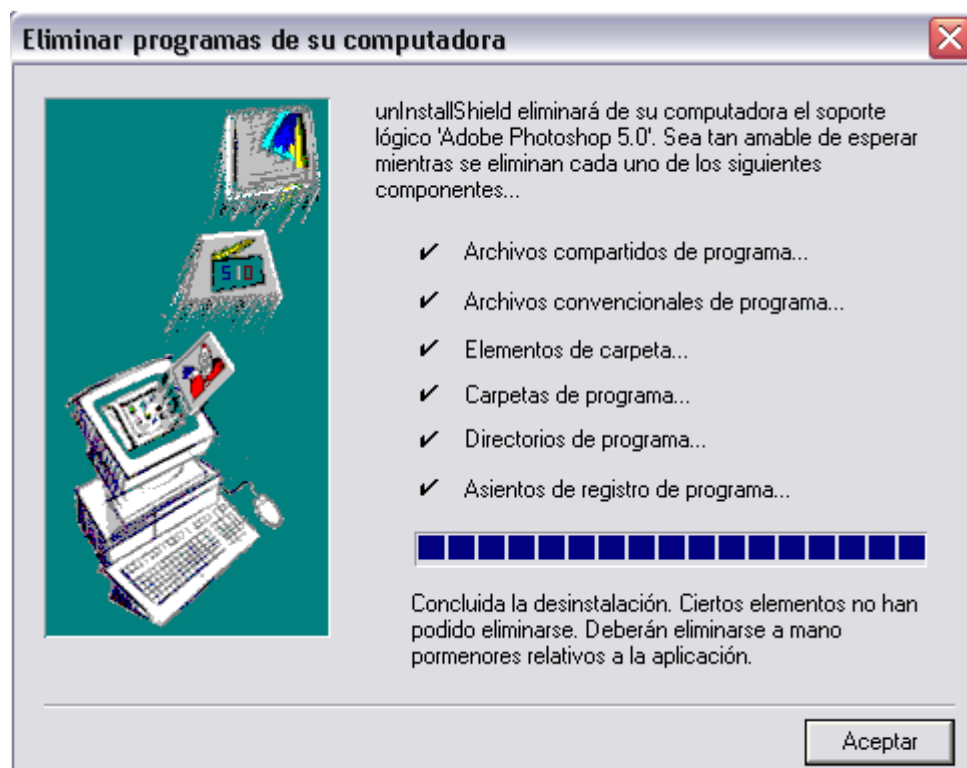 Eliminar programas de su computadora
unInstallShield eliminará de su computadora el soporte
lógico 'Adobe Photoshop 5.0'. Sea tan amable de esperar
mientras se eliminan cada uno de los siguientes
componentes...
✔ Archivos compartidos de programa...
✔ Archivos convencionales de programa...
✔ Elementos de carpeta...
✔ Carpetas de programa...
✔ Directorios de programa...
✔ Asientos de registro de programa...
510
Concluida la desinstalación. Ciertos elementos no han
podido eliminarse. Deberán eliminarse a mano
pormenores relativos a la aplicación.
Aceptar